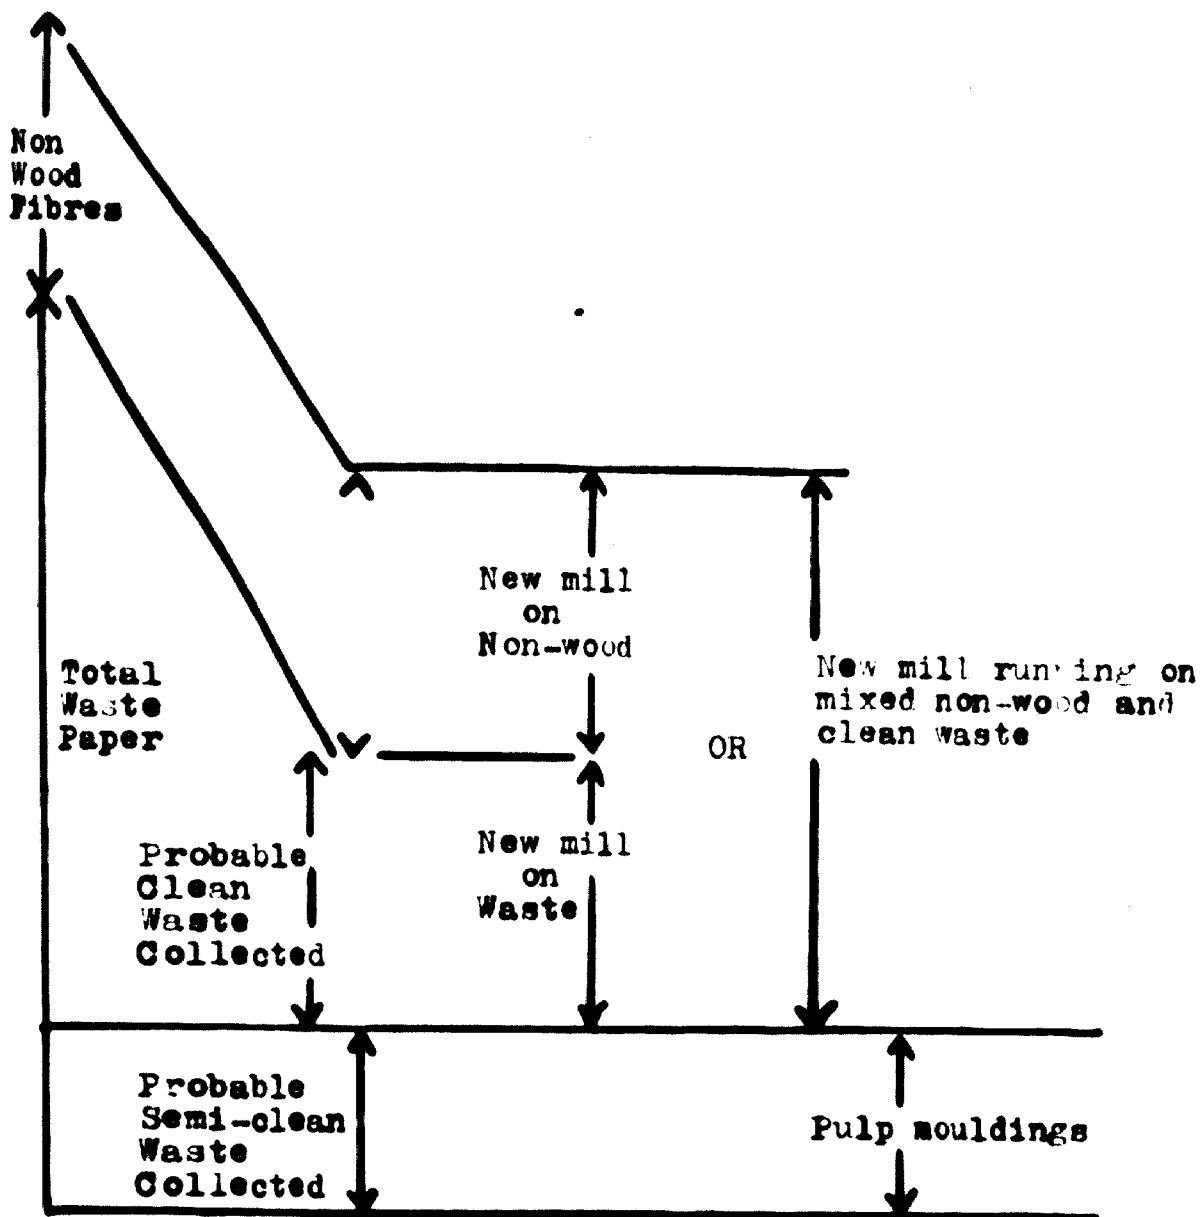 Non
Wood
Fibres
New mill
on
Non-wood
Total
Waste
Paper
New mill running on
mixed non-wood and
clean waste
OR
Probable
Clean
Waste
Collected
New mill
on
Waste
Probable
Semi-clean
Waste
Collected
Pulp mouldings